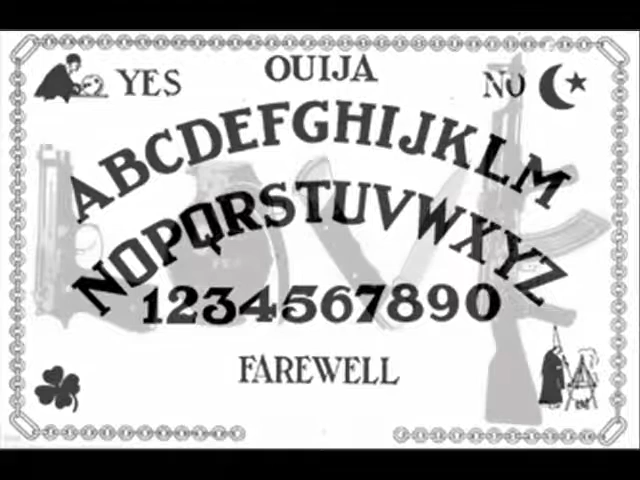 OUIJA
YES NO
ABCDEFGHIJKLM
NOPQRSTUVWXYZ
1234567890
FAREWELL